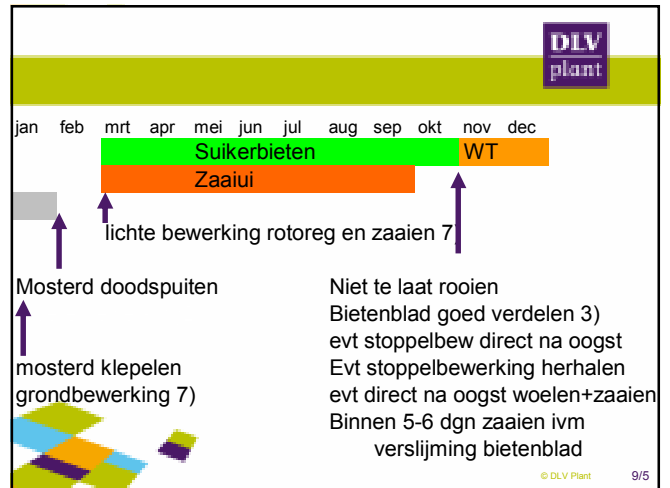 DLV
plant
jan feb mrt apr mei jun jul aug sep okt nov dec
Suikerbieten WT
Zaaiui
lichte bewerking rotoreg en zaaien 7)
Mosterd doodspuiten
mosterd klepelen
grondbewerking 7)
Niet te laat rooien
Bietenblad goed verdelen 3)
evt stoppelbew direct na oogst
Evt stoppelbewerking herhalen
evt direct na oogst woelen+zaaien
Binnen 5-6 dgn zaaien ivm
verslijming bietenblad
© DLV Plant 9/5